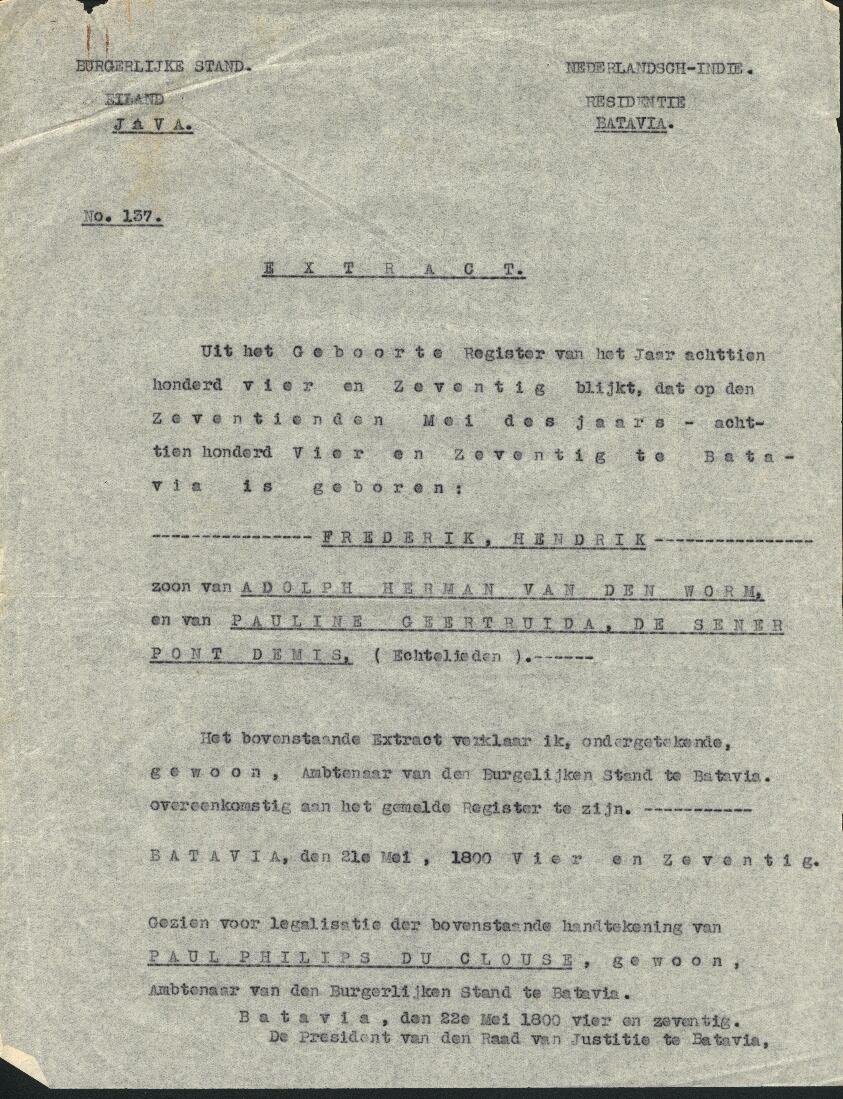 BURGERLIJKE STAND.
NEDERLANDSCH-INDIE.
EILAND
RESIDENTIE
JAVA.
BATAVIA.
No. 137.
EXTRACT.
Uit het Geboorte Register van het Jaar achttien
honderd vier en Zeventig blijkt, dat op den
Zeventienden Mei des jaars - acht-
tien honderd Vier en Zeventig te Bata-
via is geboren:
---------------- FREDERIK, HENDRIK ----------------
zoon van ADOLPH HERMAN VAN DEN WORM,
en van PAULINE GEERTRUIDA, DE SENER
PONT DEMIS, ( Echtelieden ).------
Het bovenstaande Extract verklaar ik, ondergetekende,
gewoon, Ambtenaar van den Burgelijken Stand te Batavia.
overeenkomstig aan het gemelde Register te zijn. -----------
BATAVIA, den 21e Mei , 1800 Vier en Zeventig.
Gezien voor legalisatie der bovenstaande handtekening van
PAUL PHILIPS DU CLOUSE, gewoon,
Ambtenaar van den Burgerlijken Stand te Batavia.
Batavia, den 22e Mei 1800 vier en zeventig.
De President van den Raad van Justitie te Batavia,